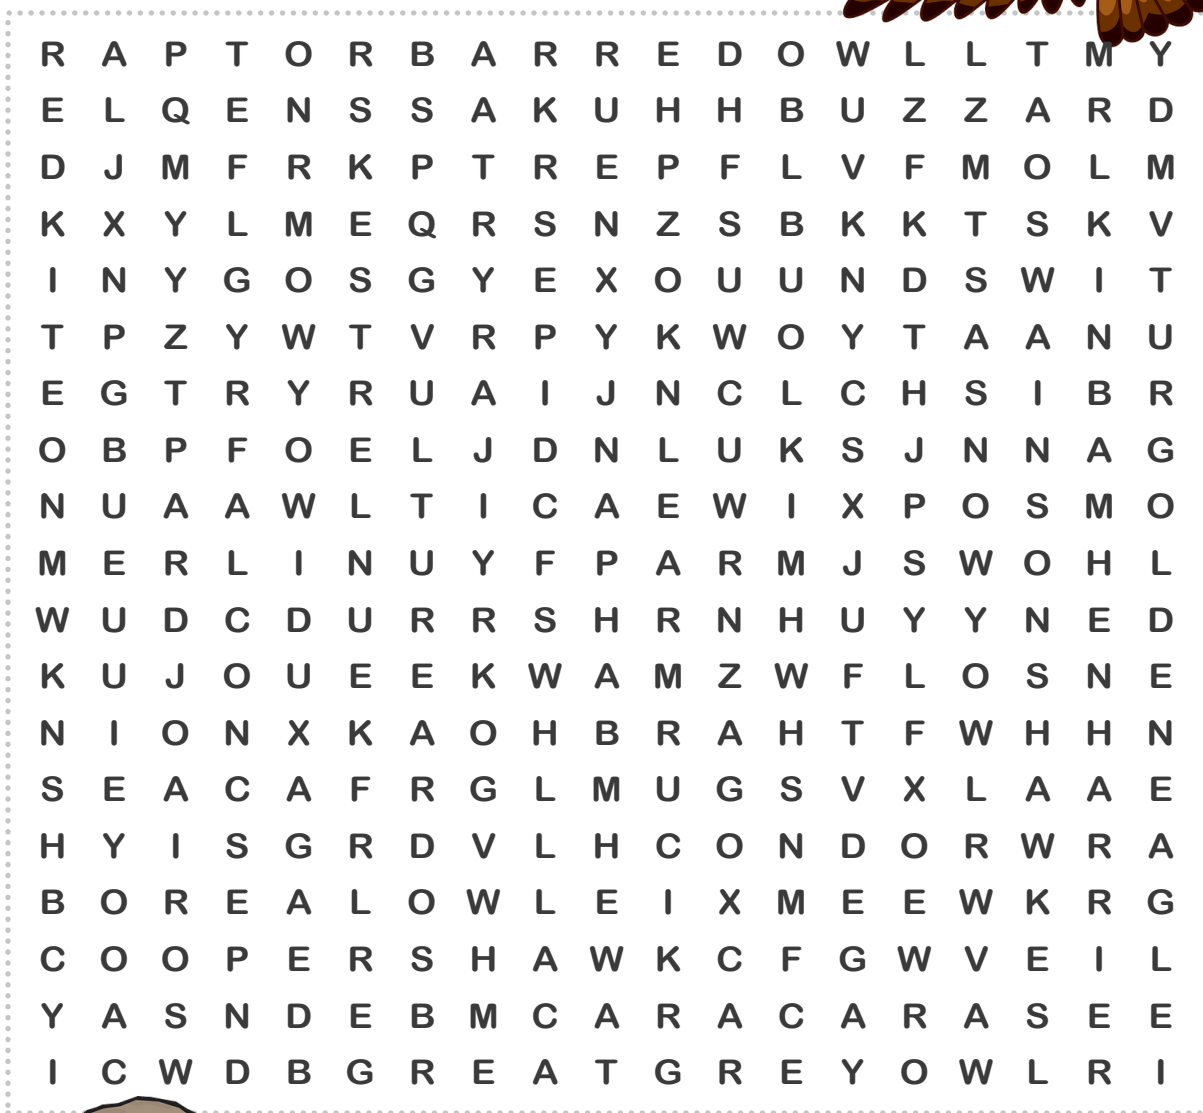 R A P T O R B A R R E D O W L L T M Y
E L Q E N S S A K U H H B U Z Z A R D
D J M F R K P T R E P F L V F M O L M
K X Y L M E Q R S N Z S B K K T S K V
I N Y G O S G Y E X O U U N D S W I T
T P Z Y W T V R P Y K W O Y T A A N U
E G T R Y R U A I J N C L C H S I B R
O B P F O E L J D N L U K S J N N A G
N U A A W L T I C A E W I X P O S M O
M E R L I N U Y F P A R M J S W O H L
W U D C D U R R S H R N H U Y Y N E D
K U J O U E E K W A M Z W F L O S N E
N I O N X K A O H B R A H T F W H H N
S E A C A F R G L M U G S V X L A A E
H Y I S G R D V L H C O N D O R W R A
B O R E A L O W L E I X M E E W K R G
C O O P E R S H A W K C F G W V E I L
Y A S N D E B M C A R A C A R A S E E
I C W D B G R E A T G R E Y O W L R I